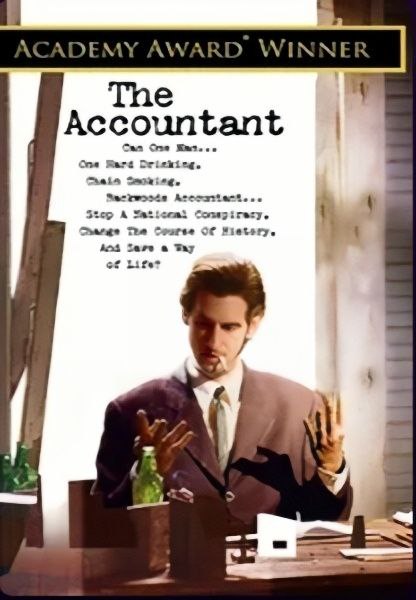 ACADEMY AWARD® WINNER
The
Accountant
Can One Man...
One Hard Drinking,
Chain Smoking,
Backwoods Accountant...
Stop A National Conspiracy,
Change The Course Of History,
And Save a Way
of Life?